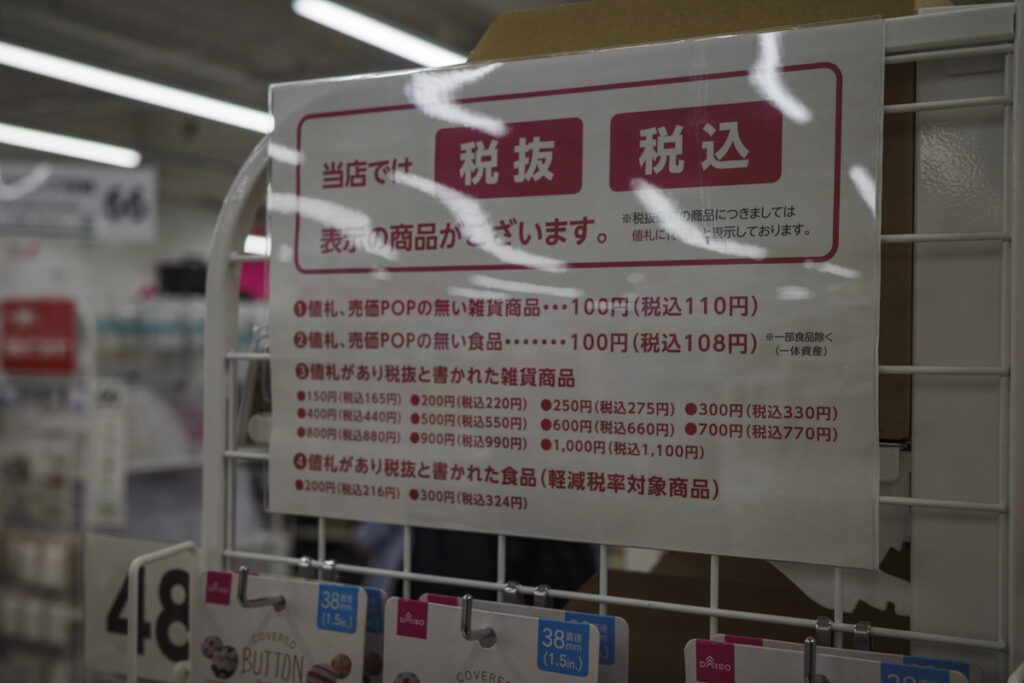 66
当店では 税抜 税込
表示の商品がございます。
※税抜価格の商品につきましては
値札に 表示しております。
❶値札、売価POPの無い雑貨商品・・・100円(税込110円)
❷値札、売価POPの無い食品・・・・・・・100円(税込108円)
※一部食品除く
(一体資産)
❸値札があり税抜と書かれた雑貨商品
●150円(税込165円) ●200円(税込220円) ●250円(税込275円) ●300円(税込330円)
●400円(税込440円) ●500円(税込550円) ●600円(税込660円) ●700円(税込770円)
●800円(税込880円) ●900円(税込990円) ●1,000円(税込1,100円)
❹値札があり税抜と書かれた食品(軽減税率対象商品)
●200円(税込216円) ●300円(税込324円)
48
DAISO
直径
38mm
(1.5in.)
COVERED
BUTTON
DAISO
直径
38mm
(1.5in.)
COVERED
DAISO
直径
38mm